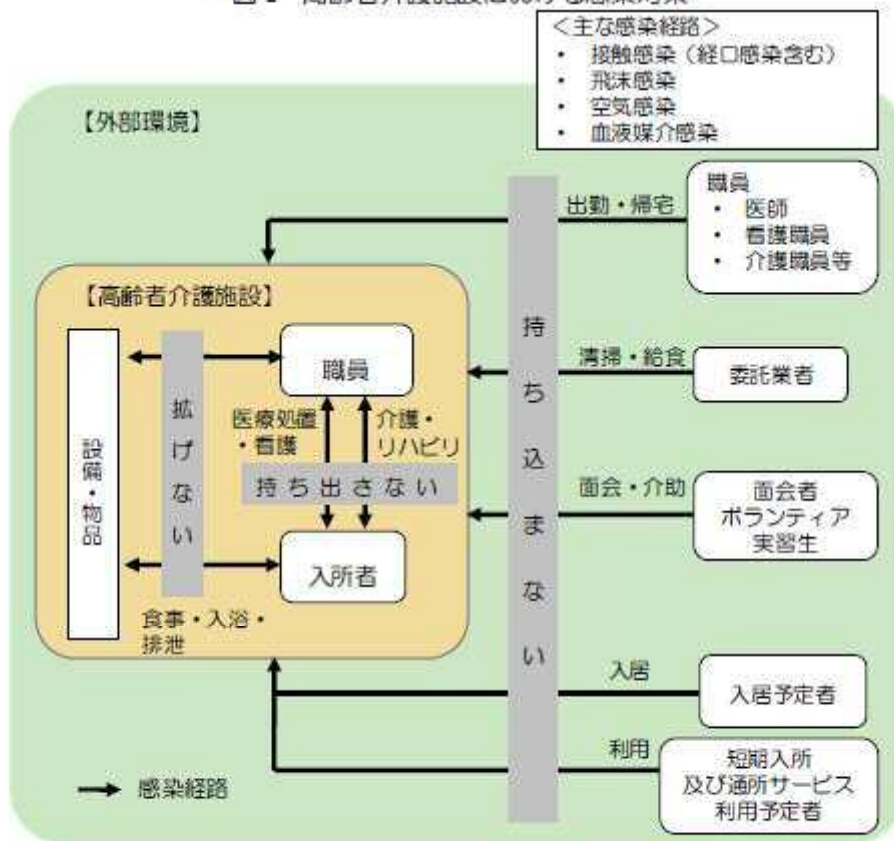 ＜主な感染経路＞
・ 接触感染（経口感染含む）
・ 飛沫感染
・ 空気感染
・ 血液媒介感染
【外部環境】
職員
・ 医師
・ 看護職員
・ 介護職員等
出勤・帰宅
【高齢者介護施設】
持ち込まない
職員
清掃・給食
委託業者
拡げない
医療処置
・看護
介護・
リハビリ
設備・物品
持ち出さない
面会・介助
面会者
ボランティア
実習生
入所者
食事・入浴・
排泄
入居
入居予定者
利用
短期入所
及び通所サービス
利用予定者
感染経路